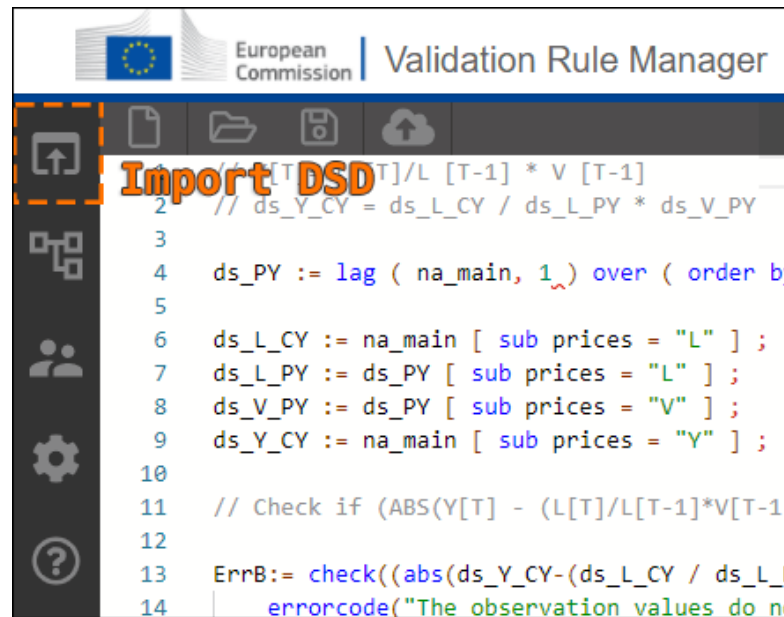 European
Commission
Validation Rule Manager
Import DSD
[T]/L [T-1] * V [T-1]
2 // ds_Y_CY = ds_L_CY / ds_L_PY * ds_V_PY
3
4 ds_PY := lag ( na_main, 1 ) over ( order b
5
6 ds_L_CY := na_main [ sub prices = "L" ] ;
7 ds_L_PY := ds_PY [ sub prices = "L" ] ;
8 ds_V_PY := ds_PY [ sub prices = "V" ] ;
9 ds_Y_CY := na_main [ sub prices = "Y" ] ;
10
11 // Check if (ABS(Y[T] - (L[T]/L[T-1]*V[T-1
12
13 ErrB:= check((abs(ds_Y_CY-(ds_L_CY / ds_L_
14 errorcode("The observation values do n